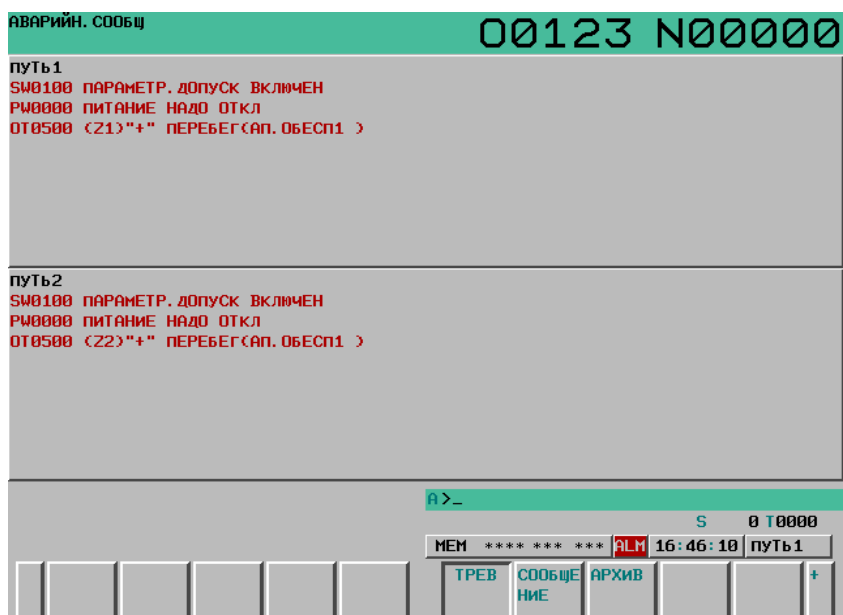 АВАРИЙН. СООБЩ
O0123 N00000
ПУТЬ1
SW0100 ПАРАМЕТР.ДОПУСК ВКЛЮЧЕН
PW0000 ПИТАНИЕ НАДО ОТКЛ
OT0500 (Z1)"+" ПЕРЕБЕГ(АП.ОБЕСП1 )
ПУТЬ2
SW0100 ПАРАМЕТР.ДОПУСК ВКЛЮЧЕН
PW0000 ПИТАНИЕ НАДО ОТКЛ
OT0500 (Z2)"+" ПЕРЕБЕГ(АП.ОБЕСП1 )
A>_
S 0 T0000
MEM **** *** *** ALM 16:46:10 ПУТЬ1
ТРЕВ СООБЩЕ АРХИВ +
НИЕ